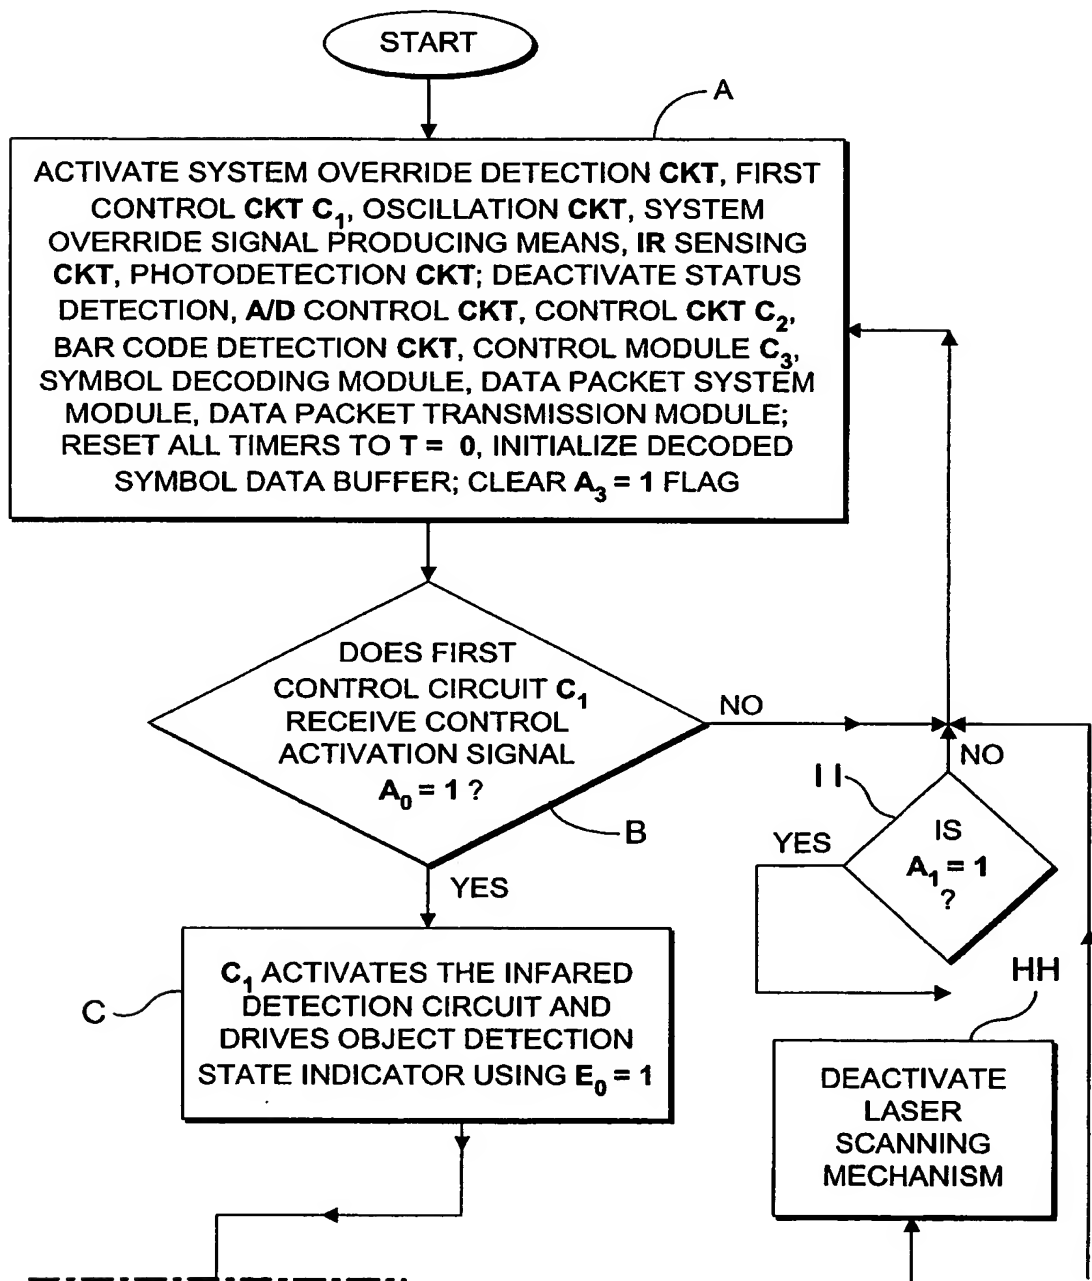 START
A
ACTIVATE SYSTEM OVERRIDE DETECTION CKT, FIRST
CONTROL CKT C₁, OSCILLATION CKT, SYSTEM
OVERRIDE SIGNAL PRODUCING MEANS, IR SENSING
CKT, PHOTODETECTION CKT; DEACTIVATE STATUS
DETECTION, A/D CONTROL CKT, CONTROL CKT C₂,
BAR CODE DETECTION CKT, CONTROL MODULE C₃,
SYMBOL DECODING MODULE, DATA PACKET SYSTEM
MODULE, DATA PACKET TRANSMISSION MODULE;
RESET ALL TIMERS TO T = 0, INITIALIZE DECODED
SYMBOL DATA BUFFER; CLEAR A₃ = 1 FLAG
DOES FIRST
CONTROL CIRCUIT C₁
RECEIVE CONTROL
ACTIVATION SIGNAL
A₀ = 1 ?
NO
B
YES
II
NO
YES
IS
A₁ = 1
?
C
C₁ ACTIVATES THE INFARED
DETECTION CIRCUIT AND
DRIVES OBJECT DETECTION
STATE INDICATOR USING E₀ = 1
HH
DEACTIVATE
LASER
SCANNING
MECHANISM